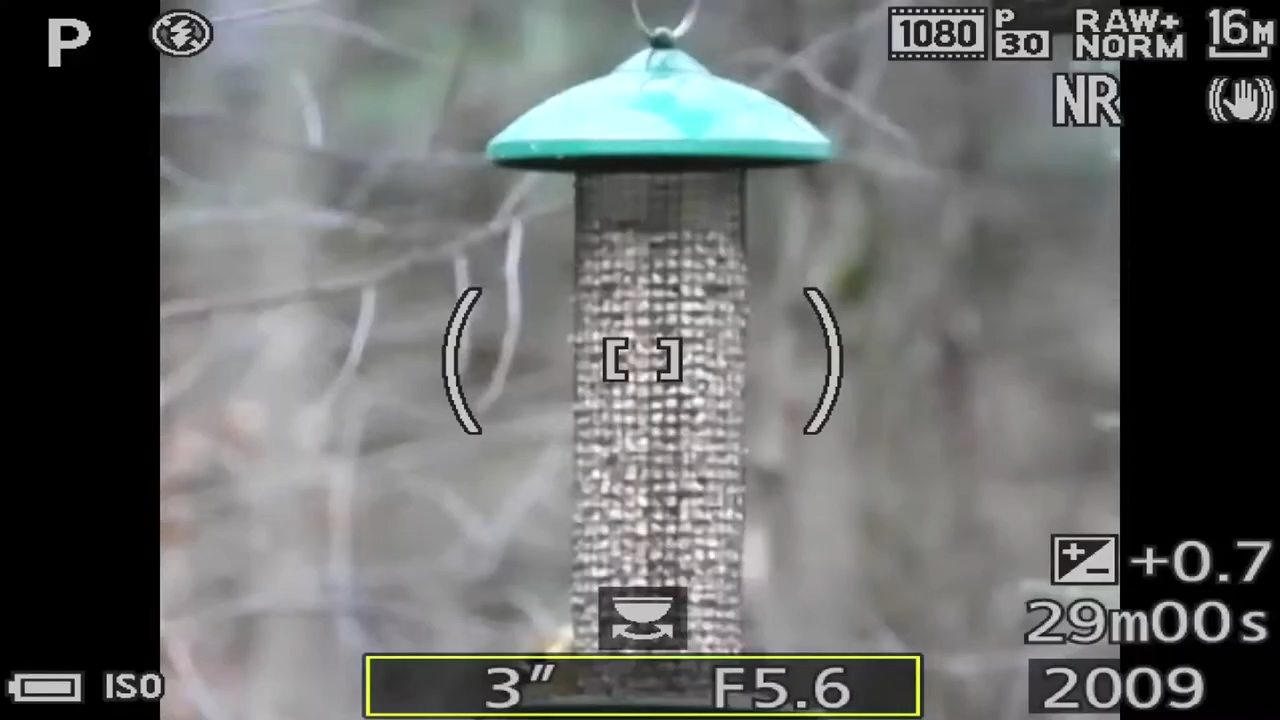 P
1080 P 30 RAW+ NORM 16M
NR
+0.7
29m00s
ISO 3" F5.6 2009